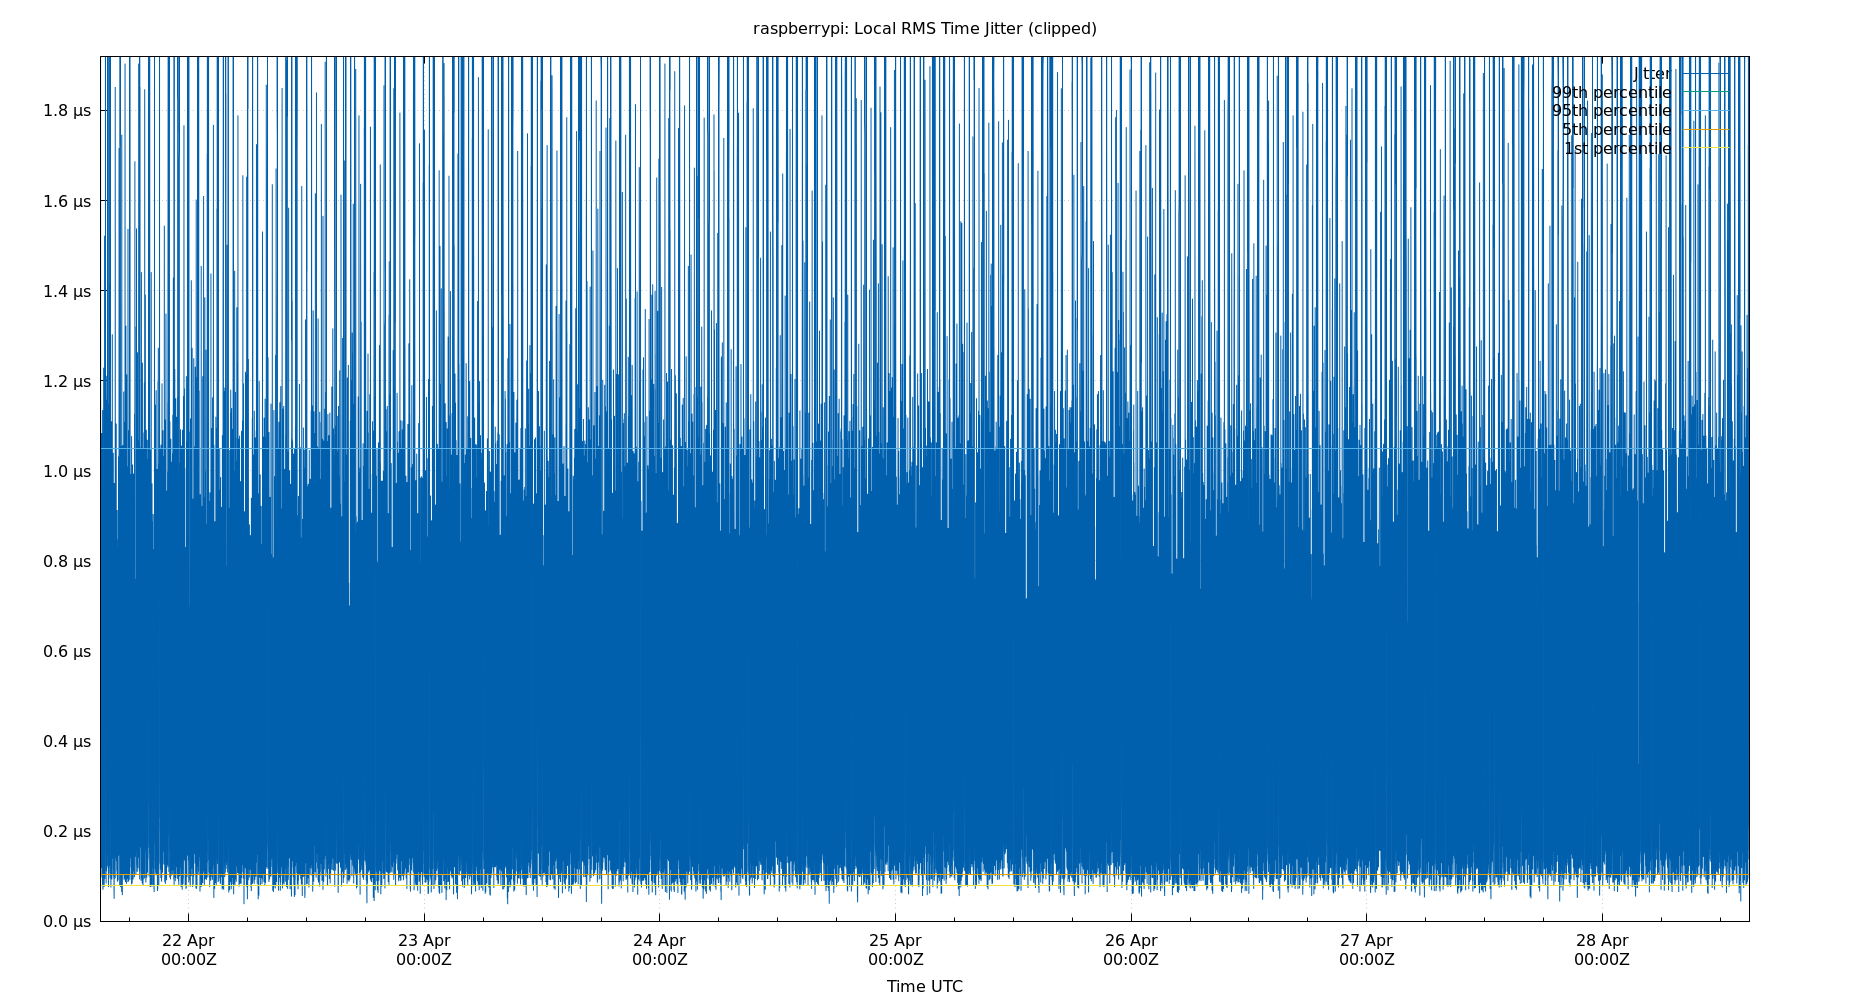 raspberrypi: Local RMS Time Jitter (clipped)
Jitter
99th percentile
95th percentile
5th percentile
1st percentile
1.8 µs
1.6 µs
1.4 µs
1.2 µs
1.0 µs
0.8 µs
0.6 µs
0.4 µs
0.2 µs
0.0 µs
22 Apr 23 Apr 24 Apr 25 Apr 26 Apr 27 Apr 28 Apr
00:00Z 00:00Z 00:00Z 00:00Z 00:00Z 00:00Z 00:00Z
Time UTC